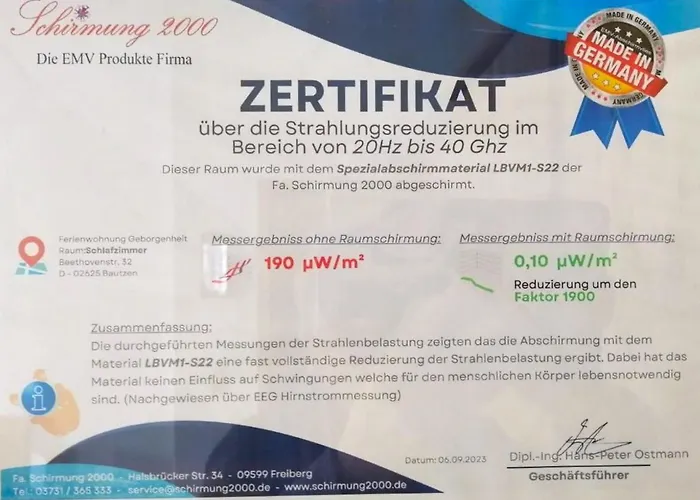 Schirmung 2000
Die EMV Produkte Firma
MADE IN GERMANY
MADE IN
GERMANY
ZERTIFIKAT
über die Strahlungsreduzierung im
Bereich von 20Hz bis 40 Ghz
Dieser Raum wurde mit dem Spezialabschirmmaterial LBVM1-S22 der
Fa. Schirmung 2000 abgeschirmt.
Ferienwohnung Geborgenheit
Raum:Schlafzimmer
Beethovenstr. 32
D - 02625 Bautzen
Messergebniss ohne Raumschirmung:
190 µW/m²
Messergebniss mit Raumschirmung:
0,10 µW/m²
Reduzierung um den
Faktor 1900
Zusammenfassung:
Die durchgeführten Messungen der Strahlenbelastung zeigten das die Abschirmung mit dem
Material LBVM1-S22 eine fast vollständige Reduzierung der Strahlenbelastung ergibt. Dabei hat das
Material keinen Einfluss auf Schwingungen welche für den menschlichen Körper lebensnotwendig
sind. (Nachgewiesen über EEG Hirnstrommessung)
Datum: 06.09.2023
Dipl.-Ing. Hans-Peter Ostmann
Geschäftsführer
Fa. Schirmung 2000 - Halsbrücker Str. 34 - 09599 Freiberg
Tel: 03731 / 365 333 - service@schirmung2000.de - www.schirmung2000.de